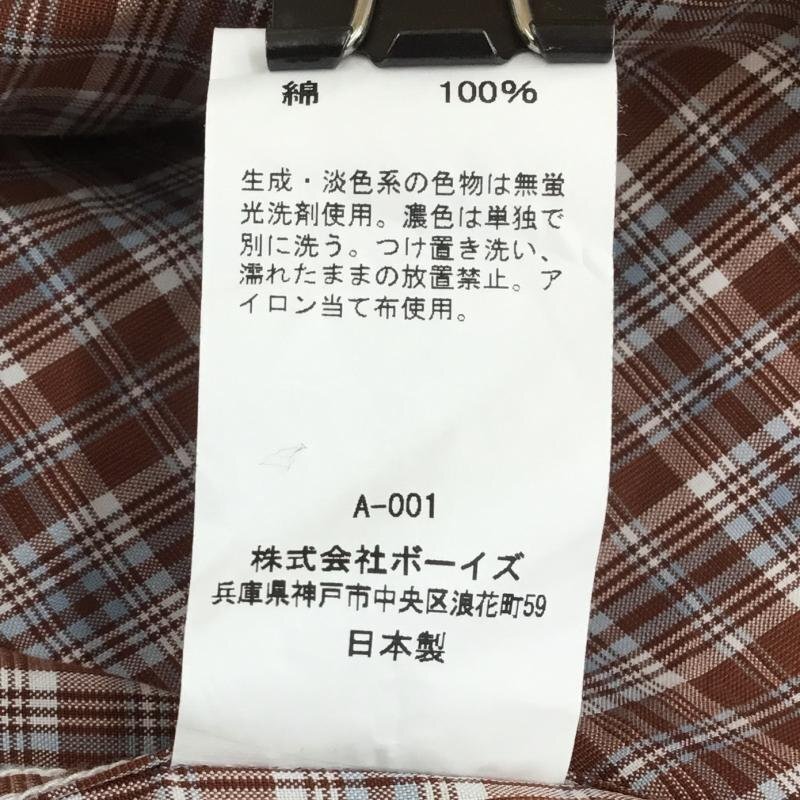 綿 100%
生成・淡色系の色物は無蛍
光洗剤使用。濃色は単独で
別に洗う。つけ置き洗い、
濡れたままの放置禁止。ア
イロン当て布使用。
A-001
株式会社ボーイズ
兵庫県神戸市中央区浪花町59
日本製